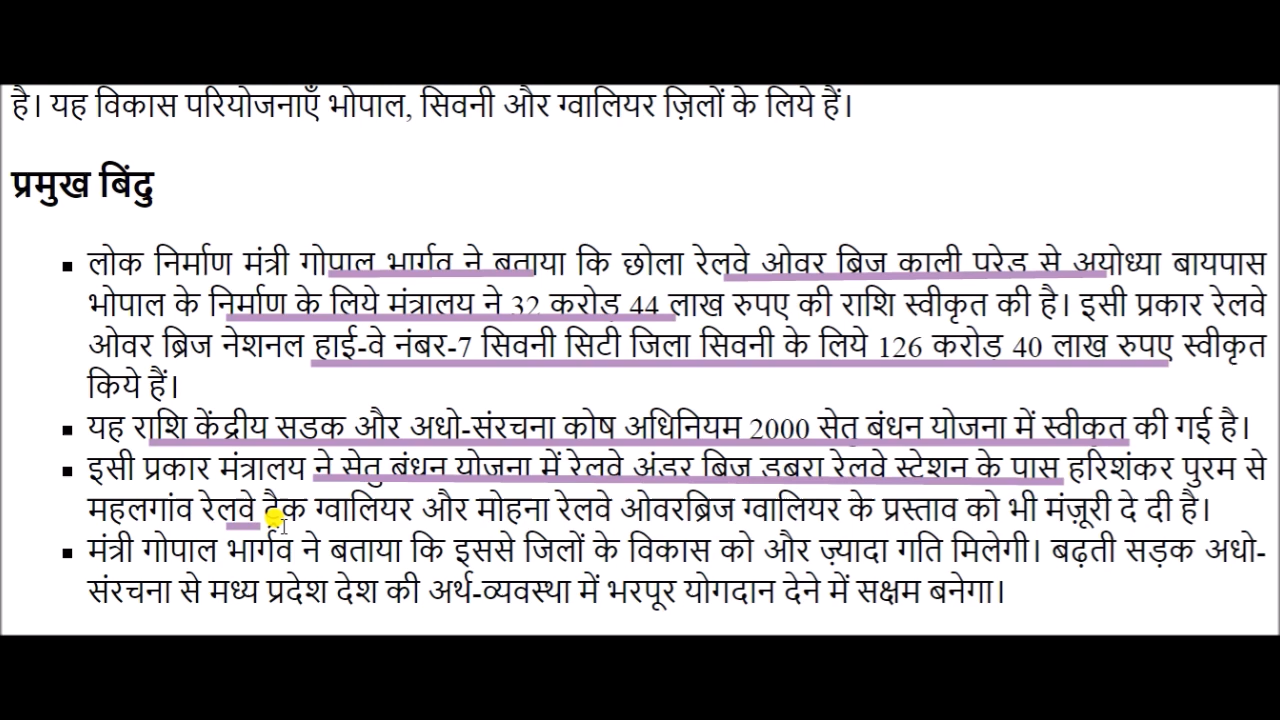 है। यह विकास परियोजनाएँ भोपाल, सिवनी और ग्वालियर ज़िलों के लिये हैं।
प्रमुख बिंदु
▪ लोक निर्माण मंत्री गोपाल भार्गव ने बताया कि छोला रेलवे ओवर ब्रिज काली परेड से अयोध्या बायपास
भोपाल के निर्माण के लिये मंत्रालय ने 32 करोड़ 44 लाख रुपए की राशि स्वीकृत की है। इसी प्रकार रेलवे
ओवर ब्रिज नेशनल हाई-वे नंबर-7 सिवनी सिटी जिला सिवनी के लिये 126 करोड़ 40 लाख रुपए स्वीकृत
किये हैं।
▪ यह राशि केंद्रीय सडक और अधो-संरचना कोष अधिनियम 2000 सेतु बंधन योजना में स्वीकृत की गई है।
▪ इसी प्रकार मंत्रालय ने सेतु बंधन योजना में रेलवे अंडर ब्रिज डबरा रेलवे स्टेशन के पास हरिशंकर पुरम से
महलगांव रेलवे ट्रैक ग्वालियर और मोहना रेलवे ओवरब्रिज ग्वालियर के प्रस्ताव को भी मंज़ूरी दे दी है।
▪ मंत्री गोपाल भार्गव ने बताया कि इससे जिलों के विकास को और ज़्यादा गति मिलेगी। बढ़ती सड़क अधो-
संरचना से मध्य प्रदेश देश की अर्थ-व्यवस्था में भरपूर योगदान देने में सक्षम बनेगा।